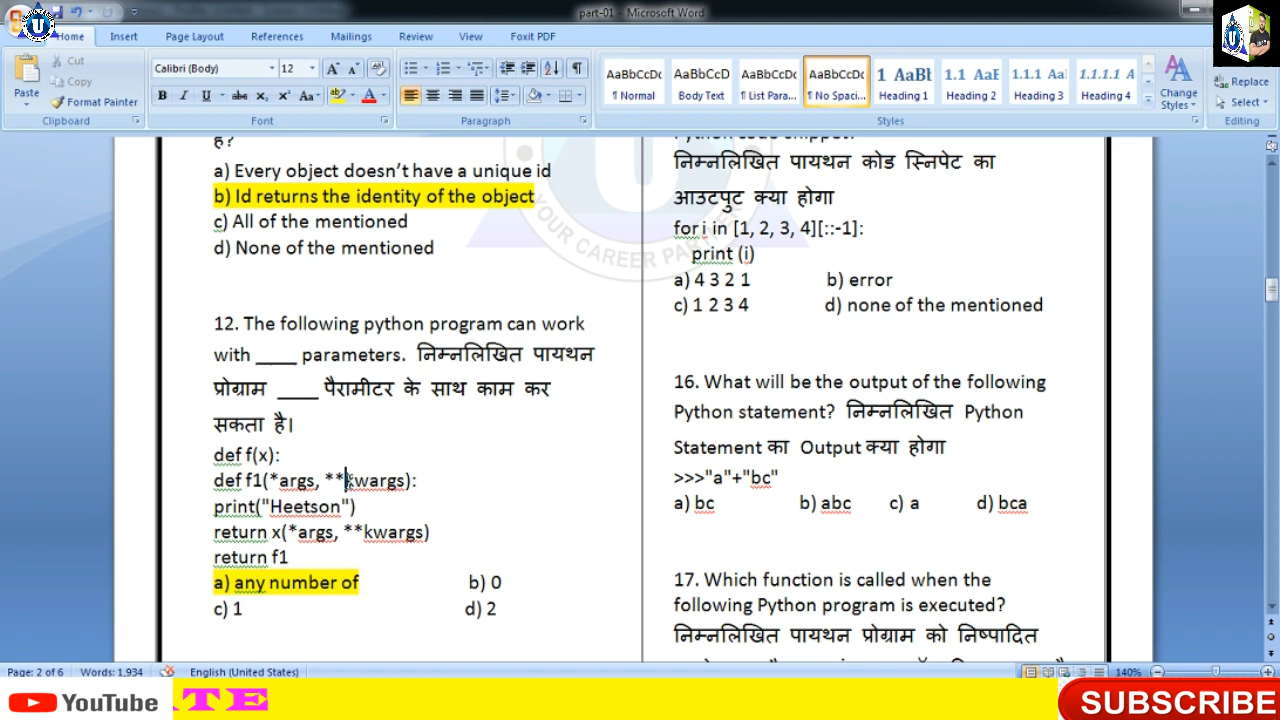 part-01 - Microsoft Word
Home Insert Page Layout References Mailings Review View Foxit PDF
Cut
Copy
Format Painter
Paste
Clipboard
Calibri (Body) 12
Font
Paragraph
AaBbCcDc AaBbCcD AaBbCcDc AaBbCcDc 1 AaBb 1.1 AaE 1.1.1 Aa 1.1.1.1 A
¶ Normal Body Text ¶ List Para... ¶ No Spaci... Heading 1 Heading 2 Heading 3 Heading 4
Styles
Change
Styles
Replace
Select
Editing
है?
a) Every object doesn’t have a unique id
b) Id returns the identity of the object
c) All of the mentioned
d) None of the mentioned
12. The following python program can work
with ____ parameters. निम्नलिखित पायथन
प्रोग्राम ____ पैरामीटर के साथ काम कर
सकता है।
def f(x):
def f1(*args, **kwargs):
print("Heetson")
return x(*args, **kwargs)
return f1
a) any number of b) 0
c) 1 d) 2
Python code snippet?
निम्नलिखित पायथन कोड स्निपेट का
आउटपुट क्या होगा
for i in [1, 2, 3, 4][::-1]:
print (i)
a) 4 3 2 1 b) error
c) 1 2 3 4 d) none of the mentioned
16. What will be the output of the following
Python statement? निम्नलिखित Python
Statement का Output क्या होगा
>>>"a"+"bc"
a) bc b) abc c) a d) bca
17. Which function is called when the
following Python program is executed?
निम्नलिखित पायथन प्रोग्राम को निष्पादित
YOUR CAREER PARTNER
Page: 2 of 6 Words: 1,934 English (United States) 140%
YouTube
ATE
SUBSCRIBE